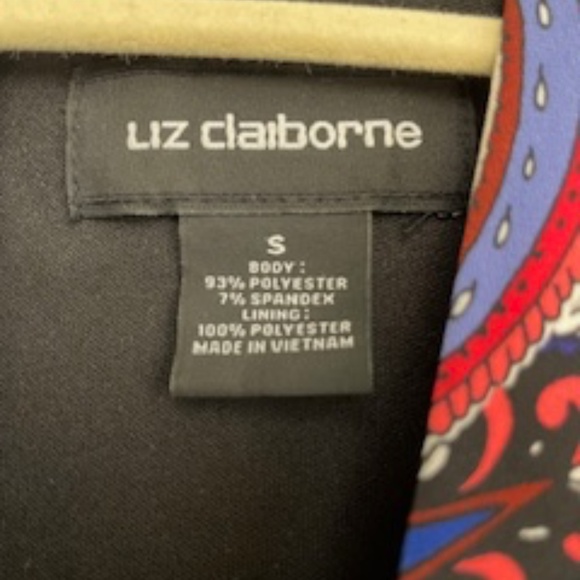 LIZ claiborne
S
BODY:
93% POLYESTER
7% SPANDEX
LINING:
100% POLYESTER
MADE IN VIETNAM